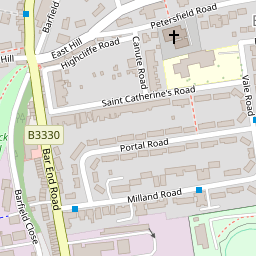 Petersfield Road
Barfield
East Hill
Hill
Highcliffe Road
Canute Road
Saint Catherine's Road
Vale Road
B3330
Portal Road
Bar End Road
Milland Road
Barfield Close